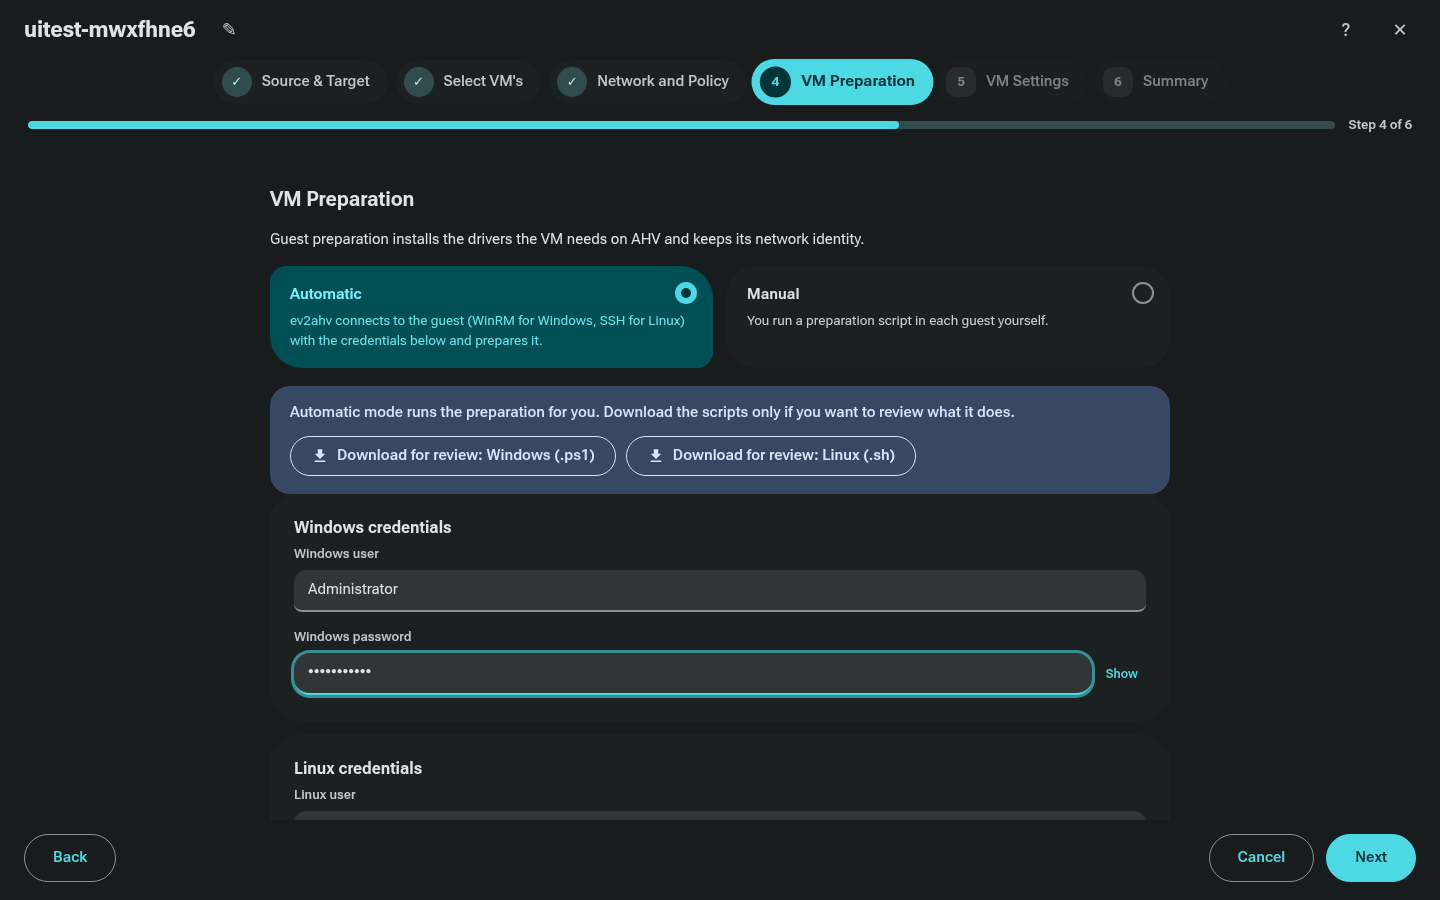 uitest-mwxfhne6 ✎ ? ✕
✓ Source & Target ✓ Select VM's ✓ Network and Policy 4 VM Preparation 5 VM Settings 6 Summary
Step 4 of 6
VM Preparation
Guest preparation installs the drivers the VM needs on AHV and keeps its network identity.
Automatic
ev2ahv connects to the guest (WinRM for Windows, SSH for Linux)
with the credentials below and prepares it.
Manual
You run a preparation script in each guest yourself.
Automatic mode runs the preparation for you. Download the scripts only if you want to review what it does.
Download for review: Windows (.ps1) Download for review: Linux (.sh)
Windows credentials
Windows user
Administrator
Windows password
•••••••••••
Show
Linux credentials
Linux user
Back Cancel Next